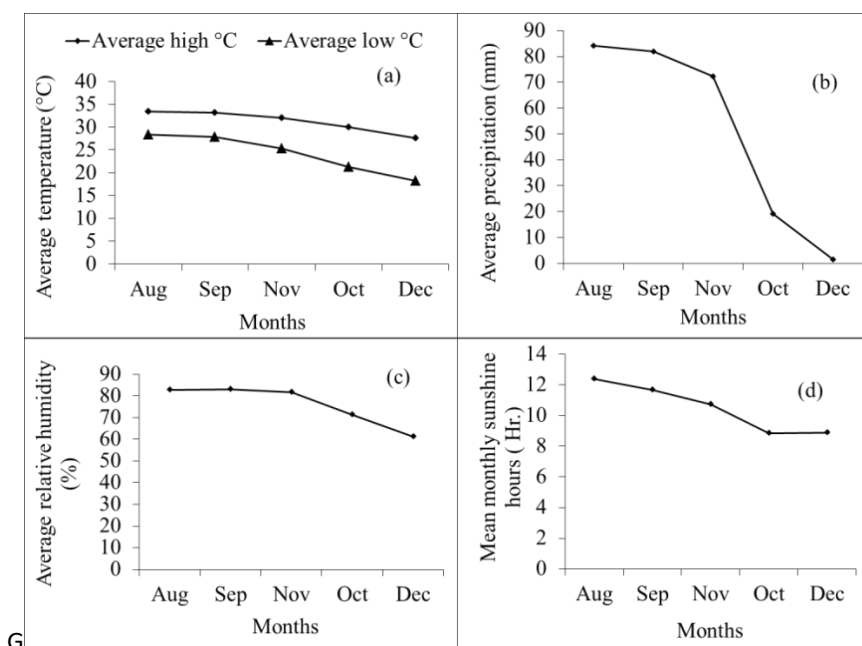 Average high °C Average low °C
(a)
Average temperature (°C)
40
35
30
25
20
15
10
5
0
Aug Sep Nov Oct Dec
Months
(b)
Average precipitation (mm)
90
80
70
60
50
40
30
20
10
0
Aug Sep Nov Oct Dec
Months
(c)
Average relative humidity
(%)
90
80
70
60
50
40
30
20
10
0
Aug Sep Nov Oct Dec
Months
(d)
Mean monthly sunshine
hours ( Hr.)
14
12
10
8
6
4
2
0
Aug Sep Nov Oct Dec
Months
G